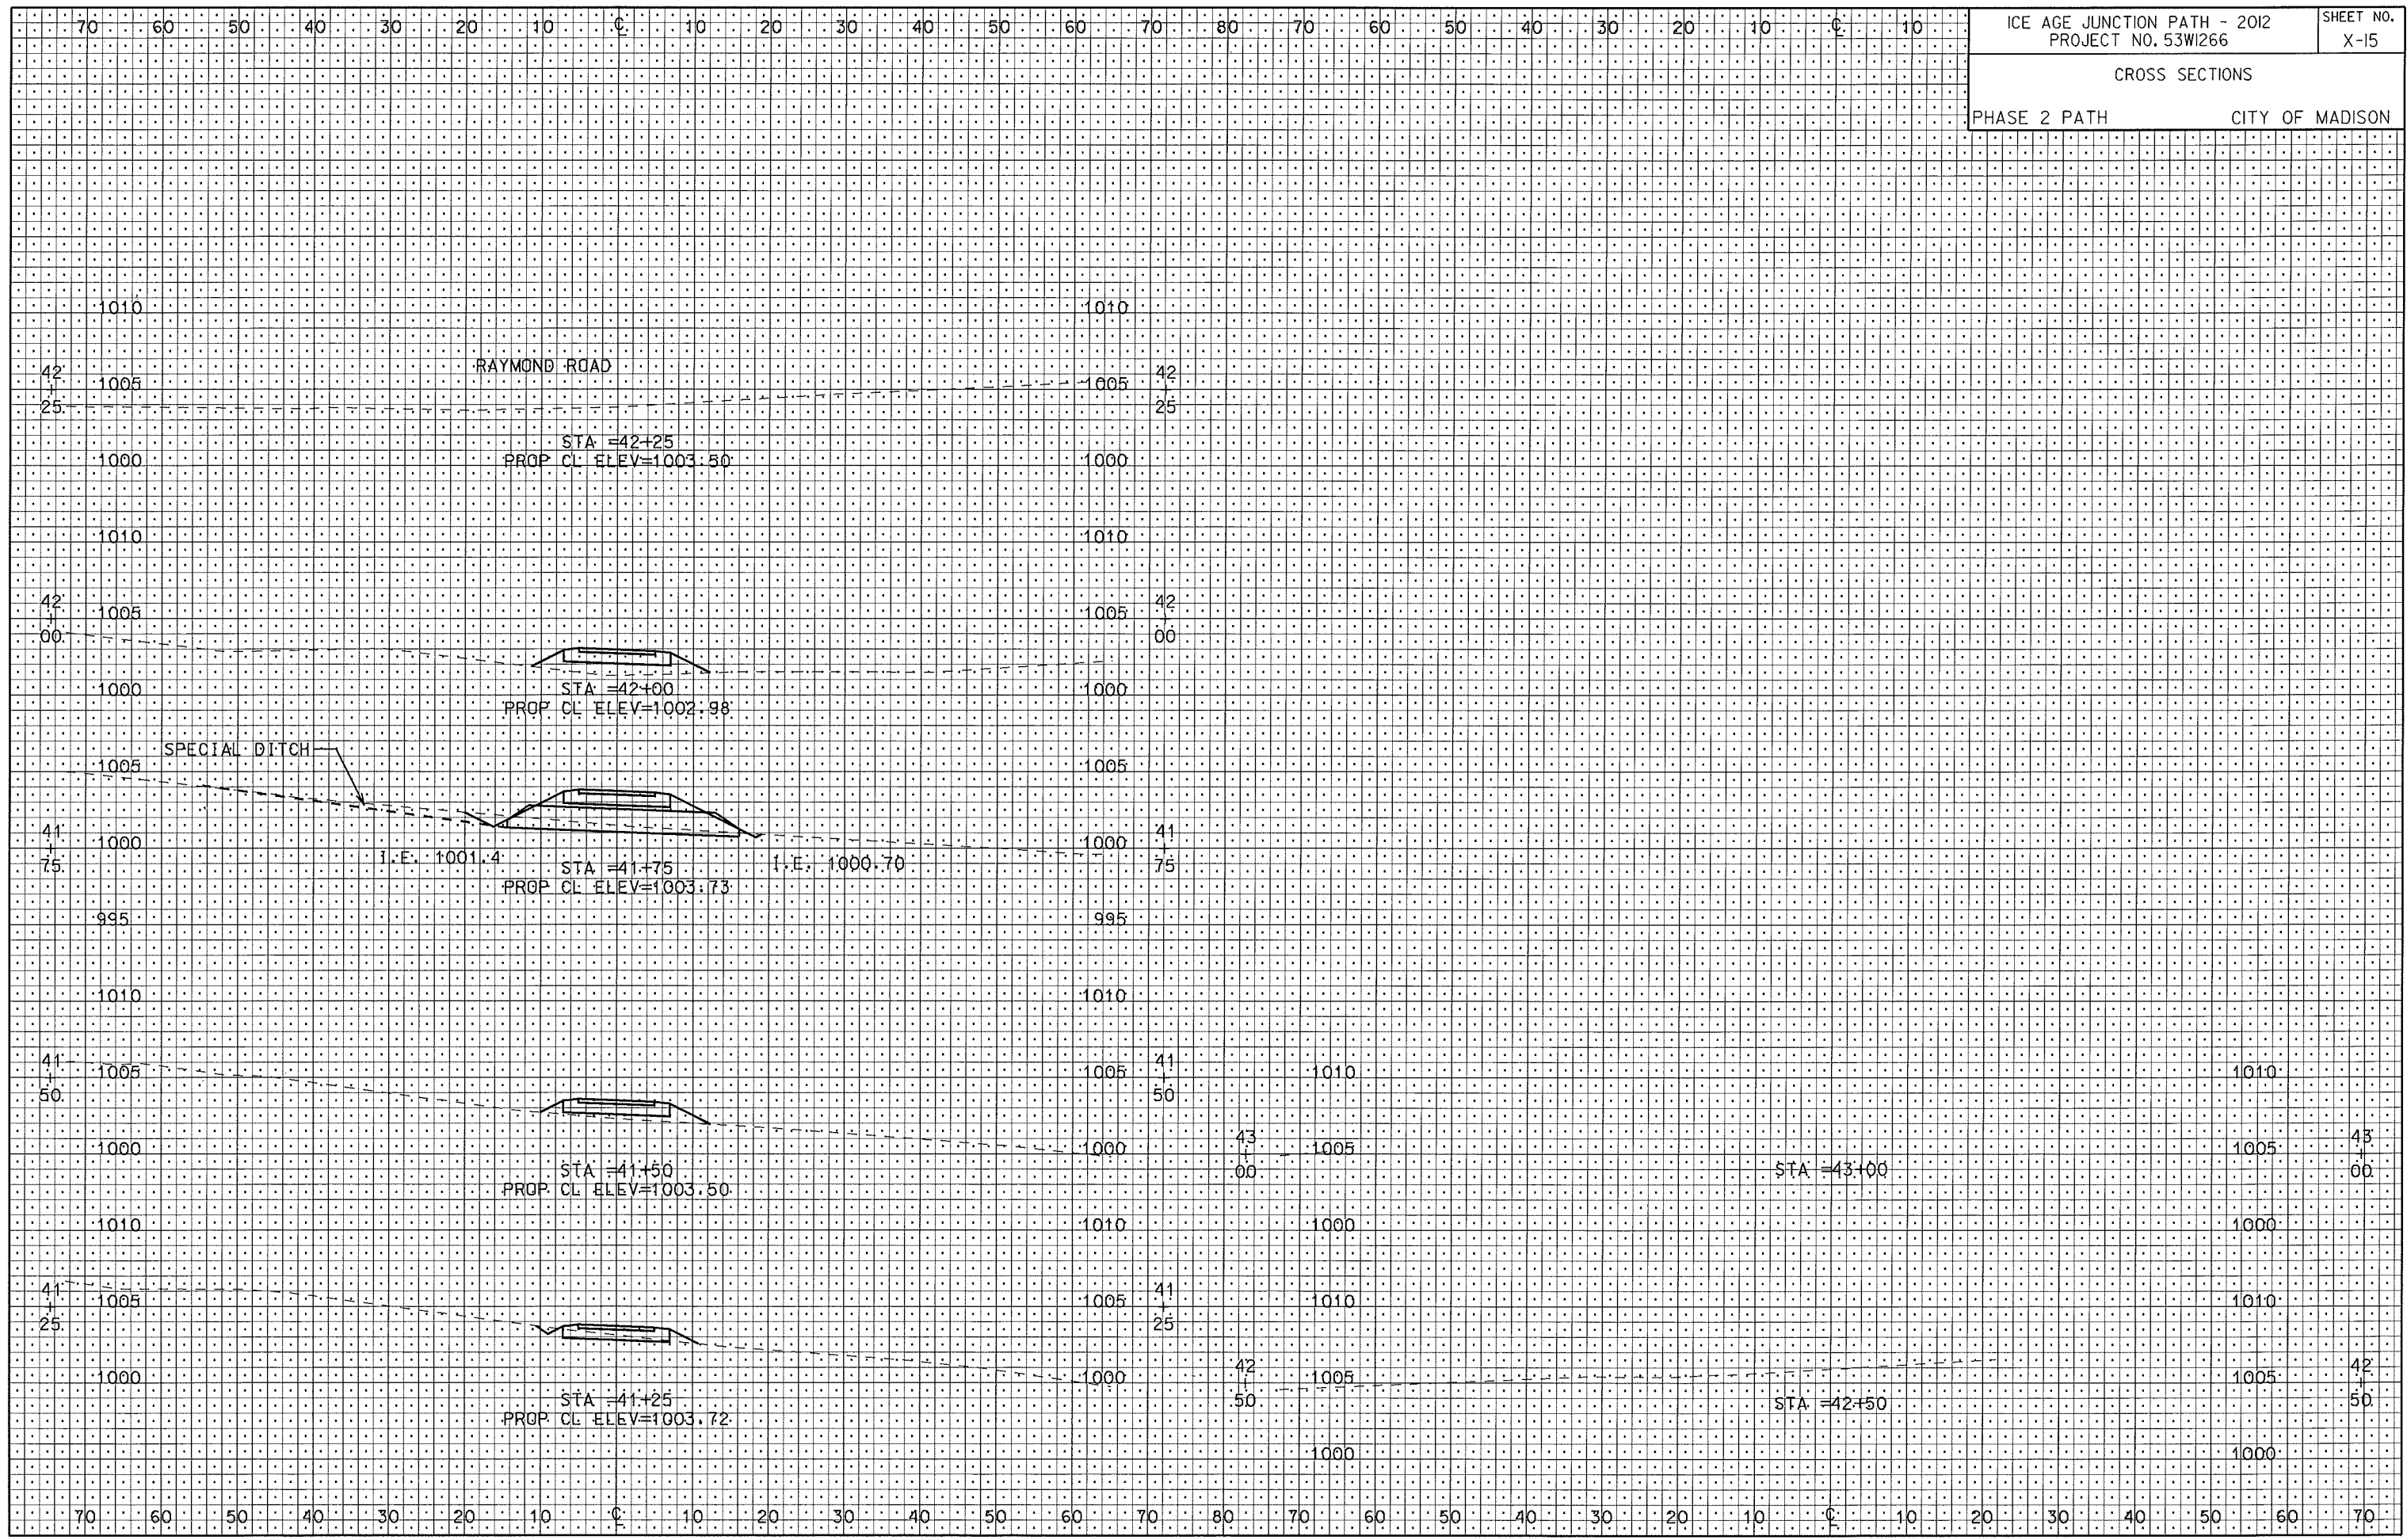 70 60 50 40 30 20 10 ℄ 10 20 30 40 50 60 70 80 70 60 50 40 30 20 10 ℄ 10
ICE AGE JUNCTION PATH - 2012
PROJECT NO. 53WI266
SHEET NO.
X-15
CROSS SECTIONS
PHASE 2 PATH CITY OF MADISON
1010 1010
RAYMOND ROAD
42 1005 1005 42
+ +
25 25
STA =42+25
PROP CL ELEV=1003.50
1000 1000
1010 1010
42 1005 1005 42
+ +
00 00
1000 1000
STA =42+00
PROP CL ELEV=1002.98
SPECIAL DITCH
1005 1005
41 1000 1000 41
+ +
75 75
I.E. 1001.4 I.E. 1000.70
STA =41+75
PROP CL ELEV=1003.73
995 995
1010 1010
41 1005 1005 41
+ +
50 50
1000 1000
STA =41+50
PROP CL ELEV=1003.50
1010 1010
41 1005 1005 41
+ +
25 25
1000 1000
STA =41+25
PROP CL ELEV=1003.72
1010 1010
43 1005 1005 43
+ +
00 00
STA =43+00
1000 1000
1010 1010
42 1005 1005 42
+ +
50 50
STA =42+50
1000 1000
70 60 50 40 30 20 10 ℄ 10 20 30 40 50 60 70 80 70 60 50 40 30 20 10 ℄ 10 20 30 40 50 60 70